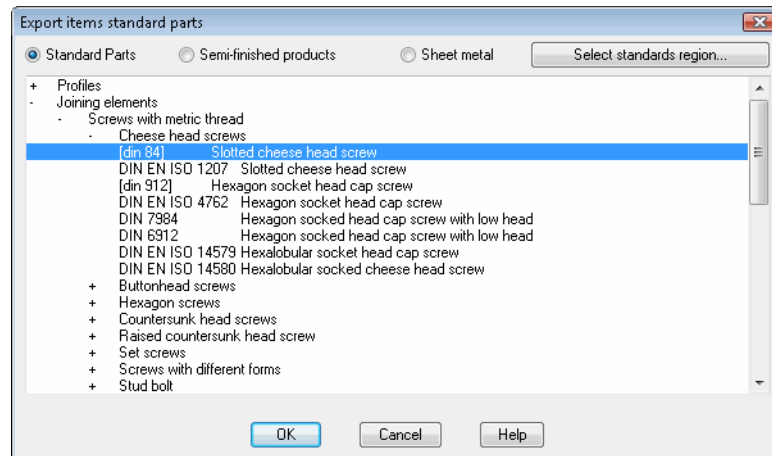 Export items standard parts
Standard Parts Semi-finished products Sheet metal Select standards region...
+ Profiles
- Joining elements
- Screws with metric thread
- Cheese head screws
[din 84] Slotted cheese head screw
DIN EN ISO 1207 Slotted cheese head screw
[din 912] Hexagon socket head cap screw
DIN EN ISO 4762 Hexagon socket head cap screw
DIN 7984 Hexagon socked head cap screw with low head
DIN 6912 Hexagon socked head cap screw with low head
DIN EN ISO 14579 Hexalobular socket head cap screw
DIN EN ISO 14580 Hexalobular socked cheese head screw
+ Buttonhead screws
+ Hexagon screws
+ Countersunk head screws
+ Raised countersunk head screw
+ Set screws
+ Screws with different forms
+ Stud bolt
OK Cancel Help